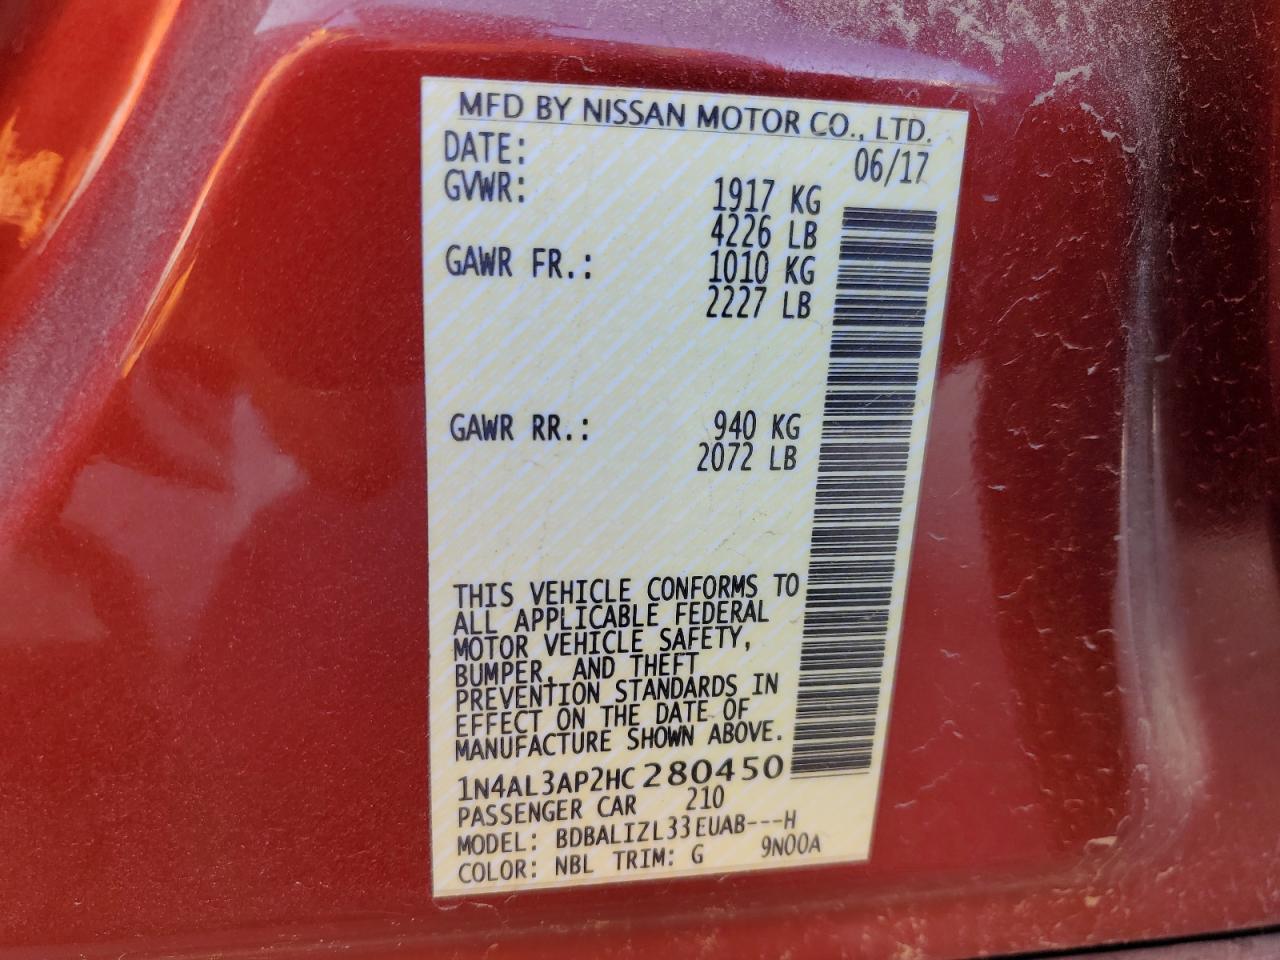 MFD BY NISSAN MOTOR CO., LTD.
DATE: 06/17
GVWR: 1917 KG
4226 LB
GAWR FR.: 1010 KG
2227 LB
GAWR RR.: 940 KG
2072 LB
THIS VEHICLE CONFORMS TO
ALL APPLICABLE FEDERAL
MOTOR VEHICLE SAFETY,
BUMPER, AND THEFT
PREVENTION STANDARDS IN
EFFECT ON THE DATE OF
MANUFACTURE SHOWN ABOVE.
1N4AL3AP2HC280450
PASSENGER CAR 210
MODEL: BDBALIZL33EUAB---H
COLOR: NBL TRIM: G 9N00A